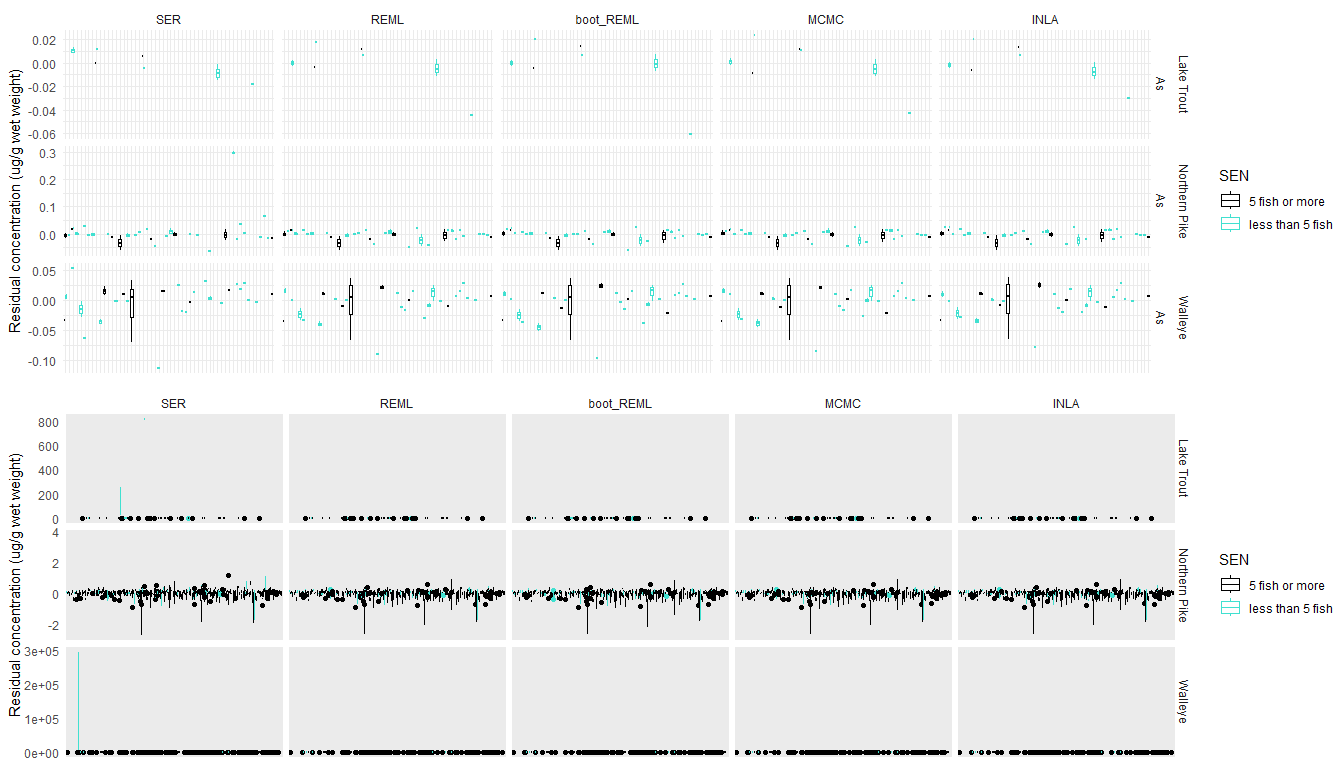 SER REML boot_REML MCMC INLA
Residual concentration (ug/g wet weight)
0.02
0.00
-0.02
-0.04
-0.06
As
Lake Trout
0.3
0.2
0.1
0.0
As
Northern Pike
0.05
0.00
-0.05
-0.10
As
Walleye
SEN
5 fish or more
less than 5 fish
SER REML boot_REML MCMC INLA
Residual concentration (ug/g wet weight)
800
600
400
200
0
Lake Trout
4
2
0
-2
Northern Pike
3e+05
2e+05
1e+05
0e+00
Walleye
SEN
5 fish or more
less than 5 fish